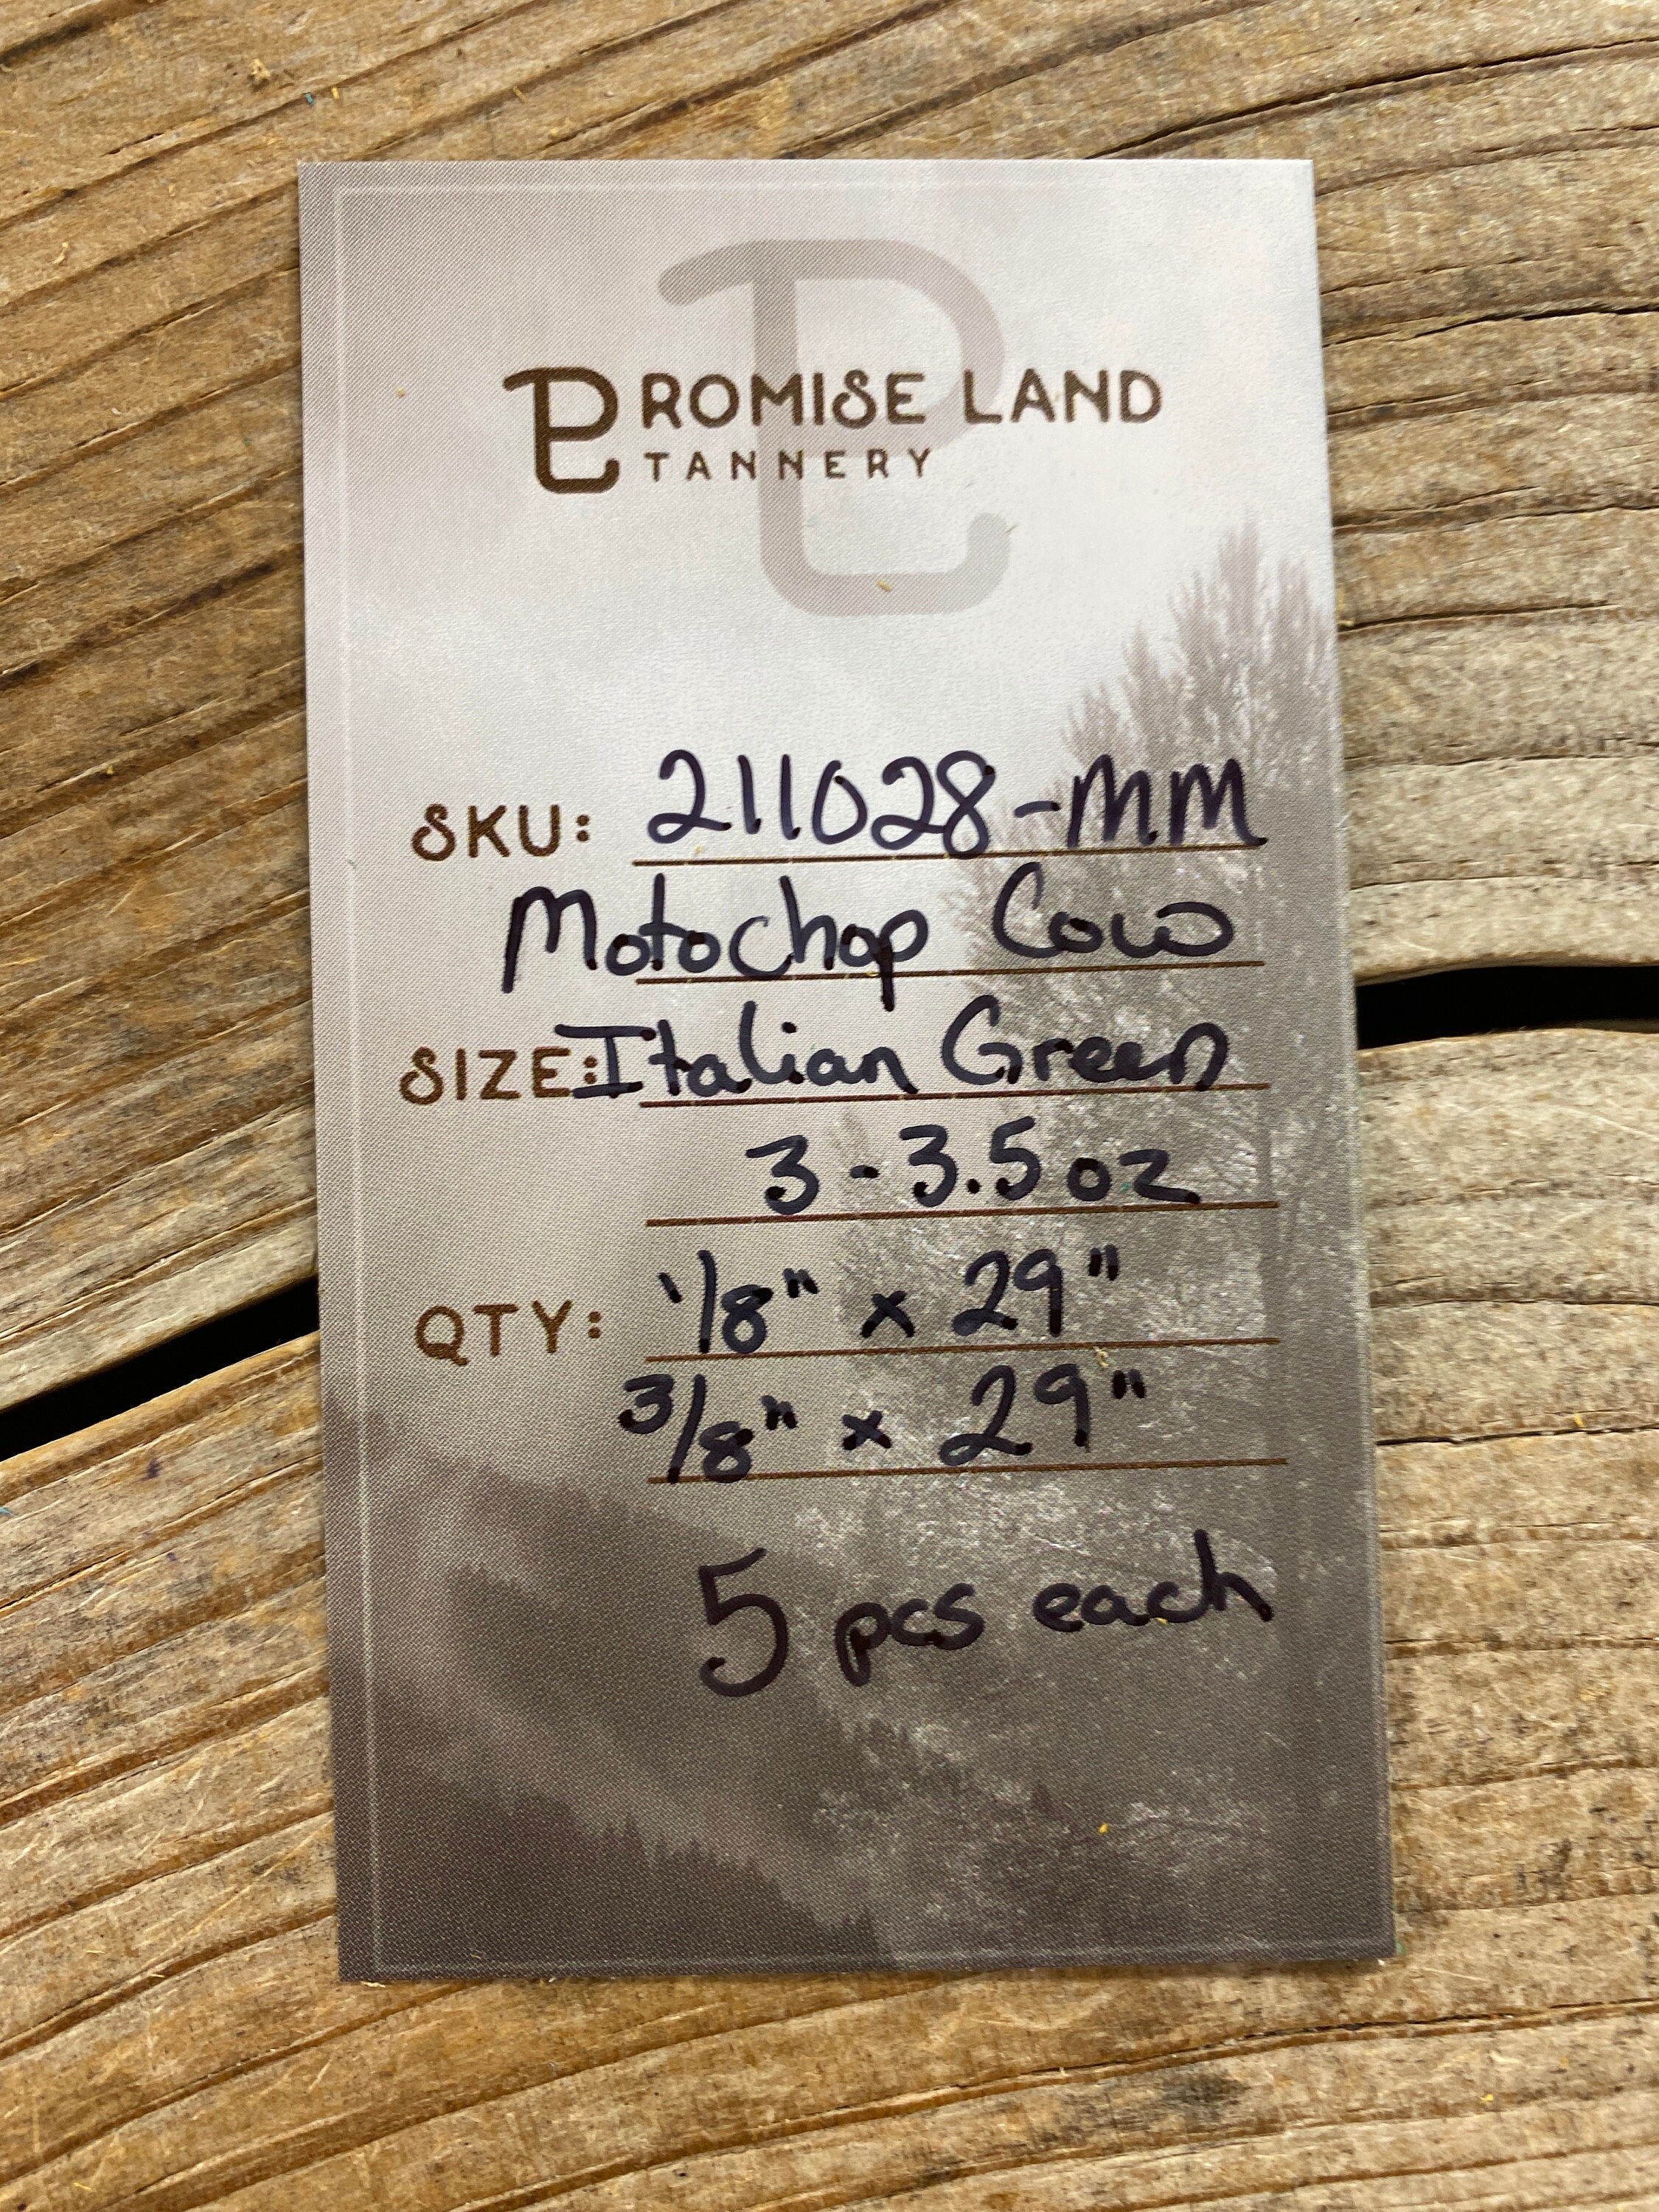 PROMISE LAND
TANNERY
SKU: 211028-MM
Motochop Cow
SIZE: Italian Green
3-3.5 oz
QTY: 1/8" x 29"
3/8" x 29"
5 pcs each